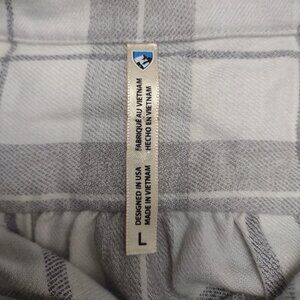 FABRIQUÉ AU VIETNAM
HECHO EN VIETNAM
DESIGNED IN USA
MADE IN VIETNAM
L